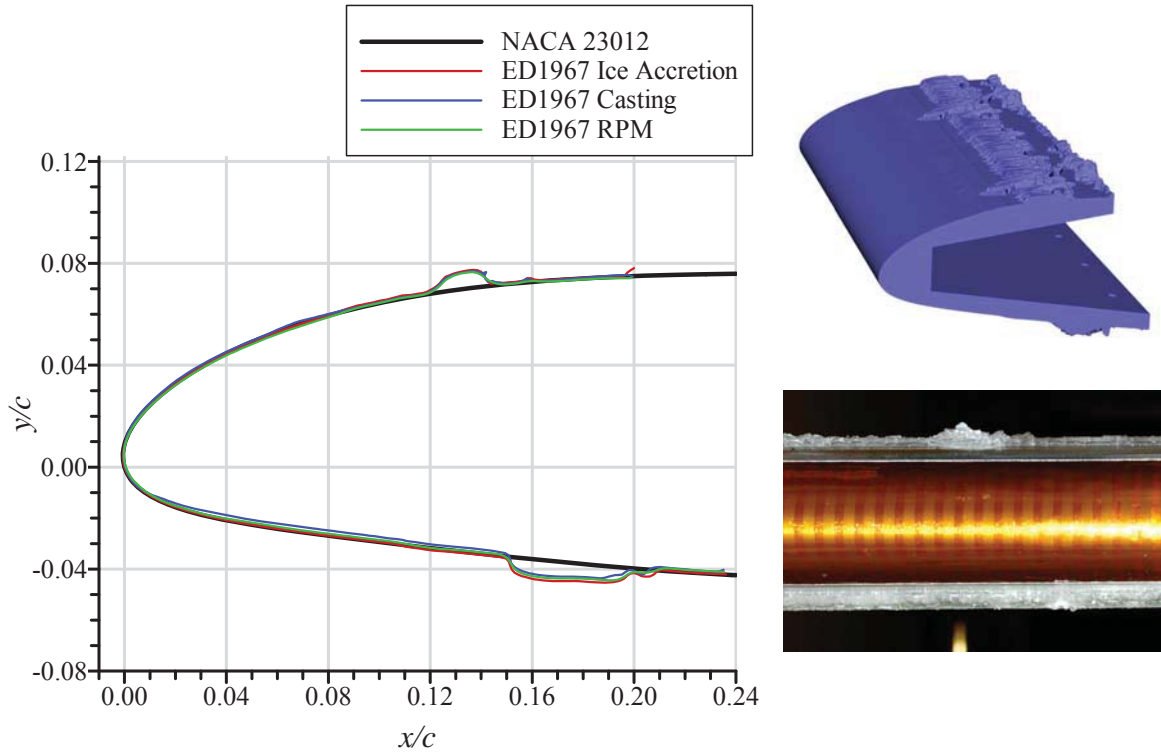 NACA 23012
ED1967 Ice Accretion
ED1967 Casting
ED1967 RPM
0.12
0.08
0.04
0.00
-0.04
-0.08
y/c
0.00 0.04 0.08 0.12 0.16 0.20 0.24
x/c